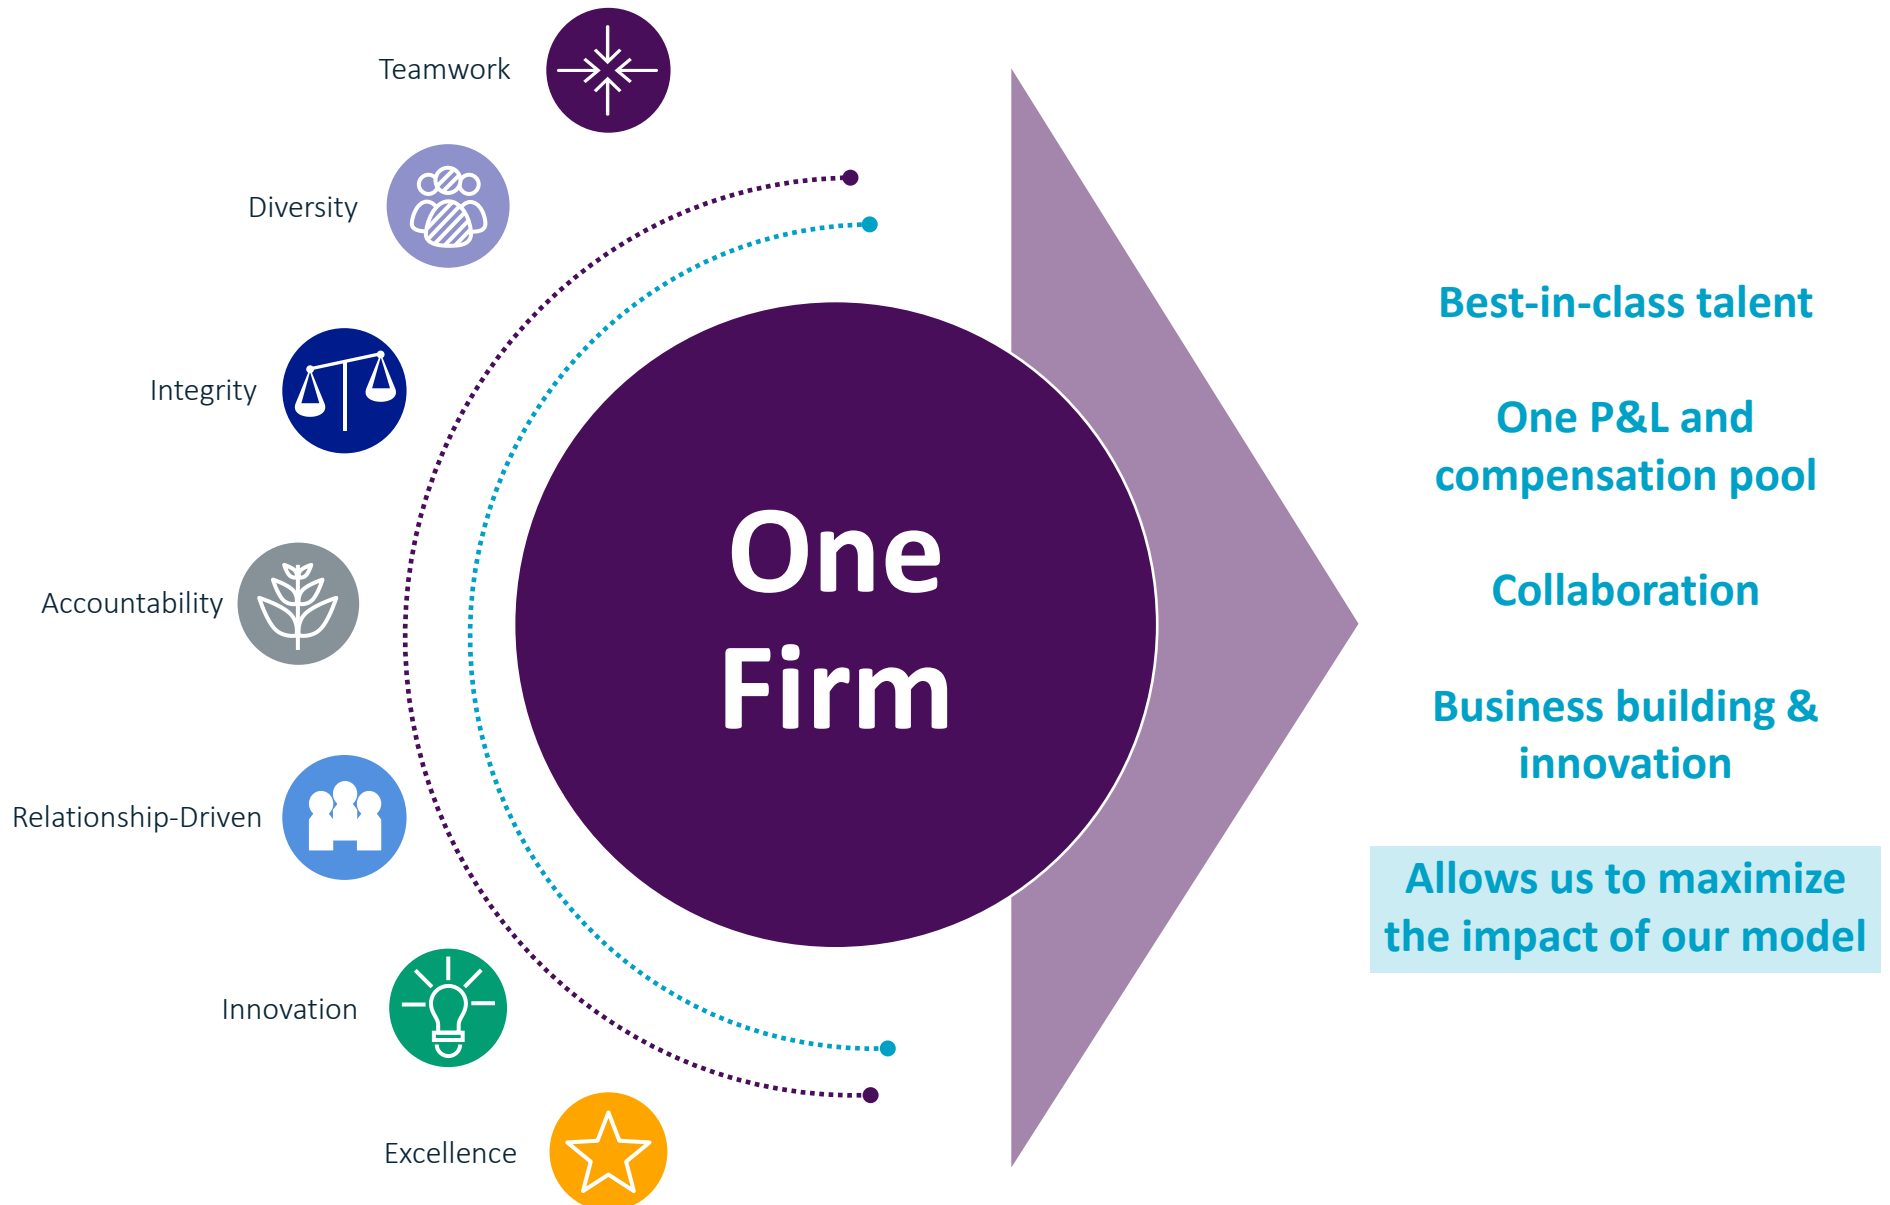 Teamwork
Diversity
Integrity
Accountability
Relationship-Driven
Innovation
Excellence
One
Firm
Best-in-class talent
One P&L and
compensation pool
Collaboration
Business building &
innovation
Allows us to maximize
the impact of our model